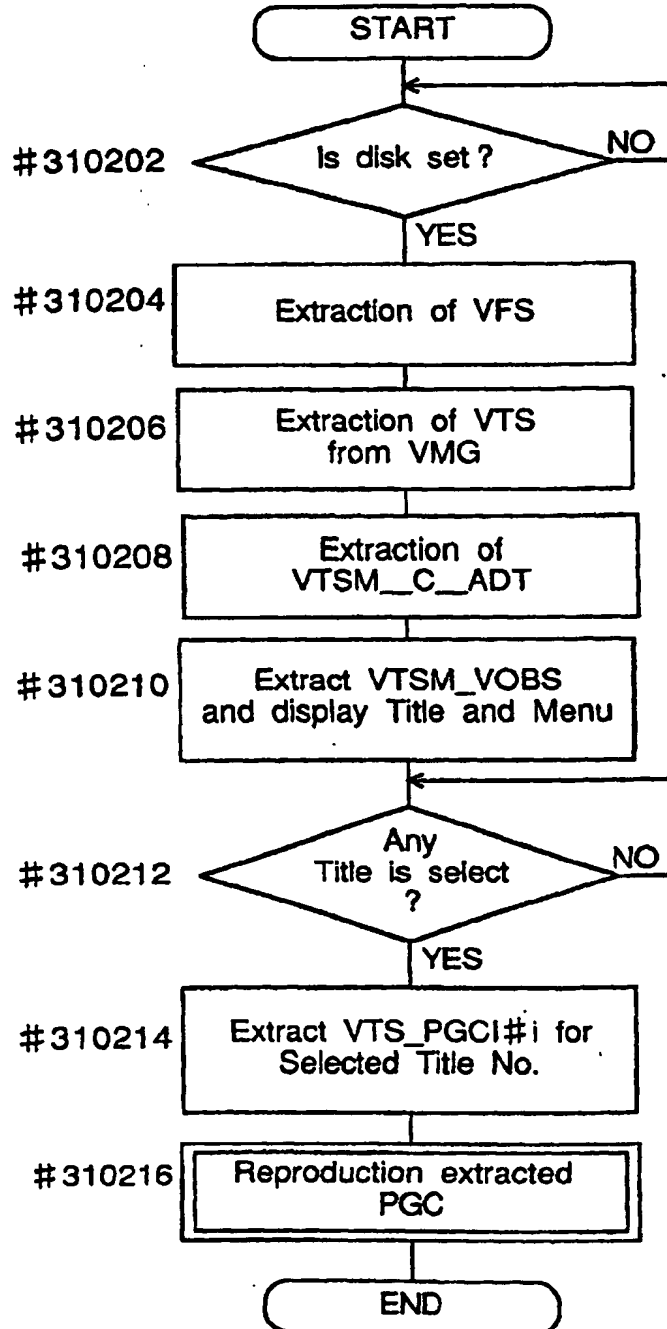 START
#310202
Is disk set ?
NO
YES
#310204
Extraction of VFS
#310206
Extraction of VTS
from VMG
#310208
Extraction of
VTSM__C__ADT
#310210
Extract VTSM_VOBS
and display Title and Menu
#310212
Any
Title is select
?
NO
YES
#310214
Extract VTS_PGCI#i for
Selected Title No.
#310216
Reproduction extracted
PGC
END